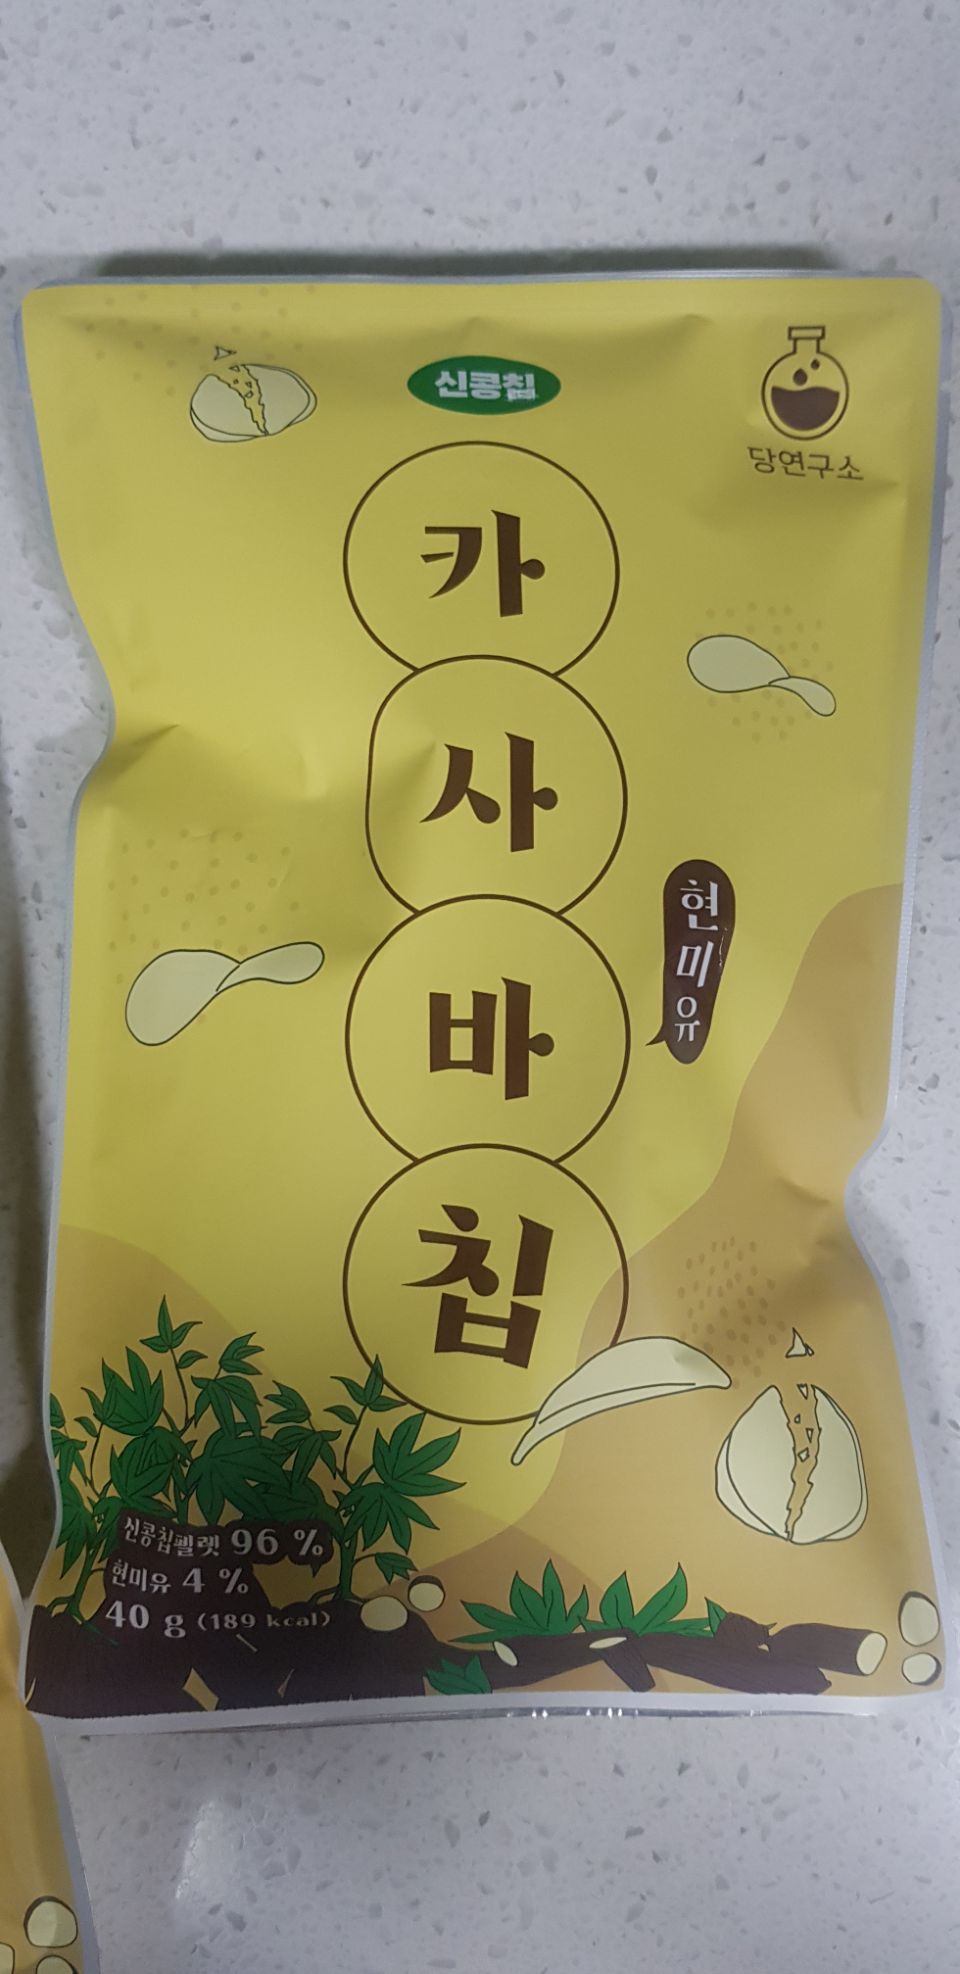 신콩칩
당연구소
카
사
바
칩
현
미
유
신콩칩펠렛 96 %
현미유 4 %
40 g (189 kcal)